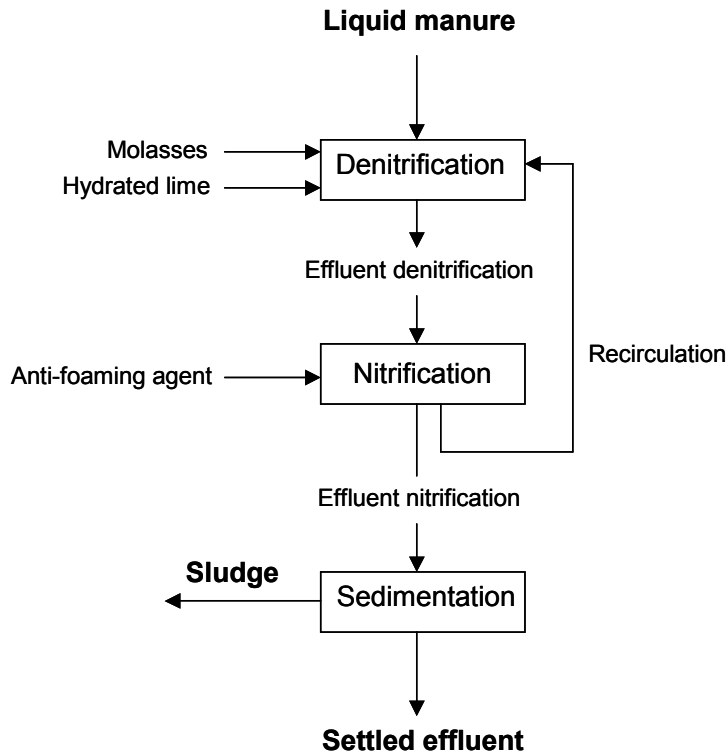 Liquid manure
Molasses
Denitrification
Hydrated lime
Effluent denitrification
Recirculation
Anti-foaming agent
Nitrification
Effluent nitrification
Sludge
Sedimentation
Settled effluent